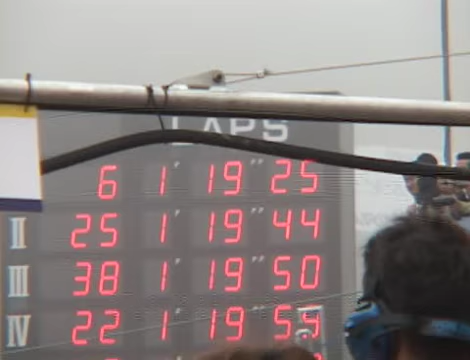 LAPS
6 1' 19" 25
II 25 1' 19" 44
III 38 1' 19" 50
IV 22 1' 19" 54